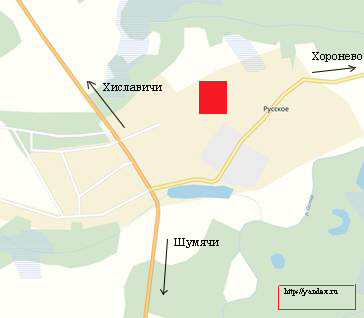 Хоронево
Хиславичи
Русское
Шумячи
http://yandex.ru